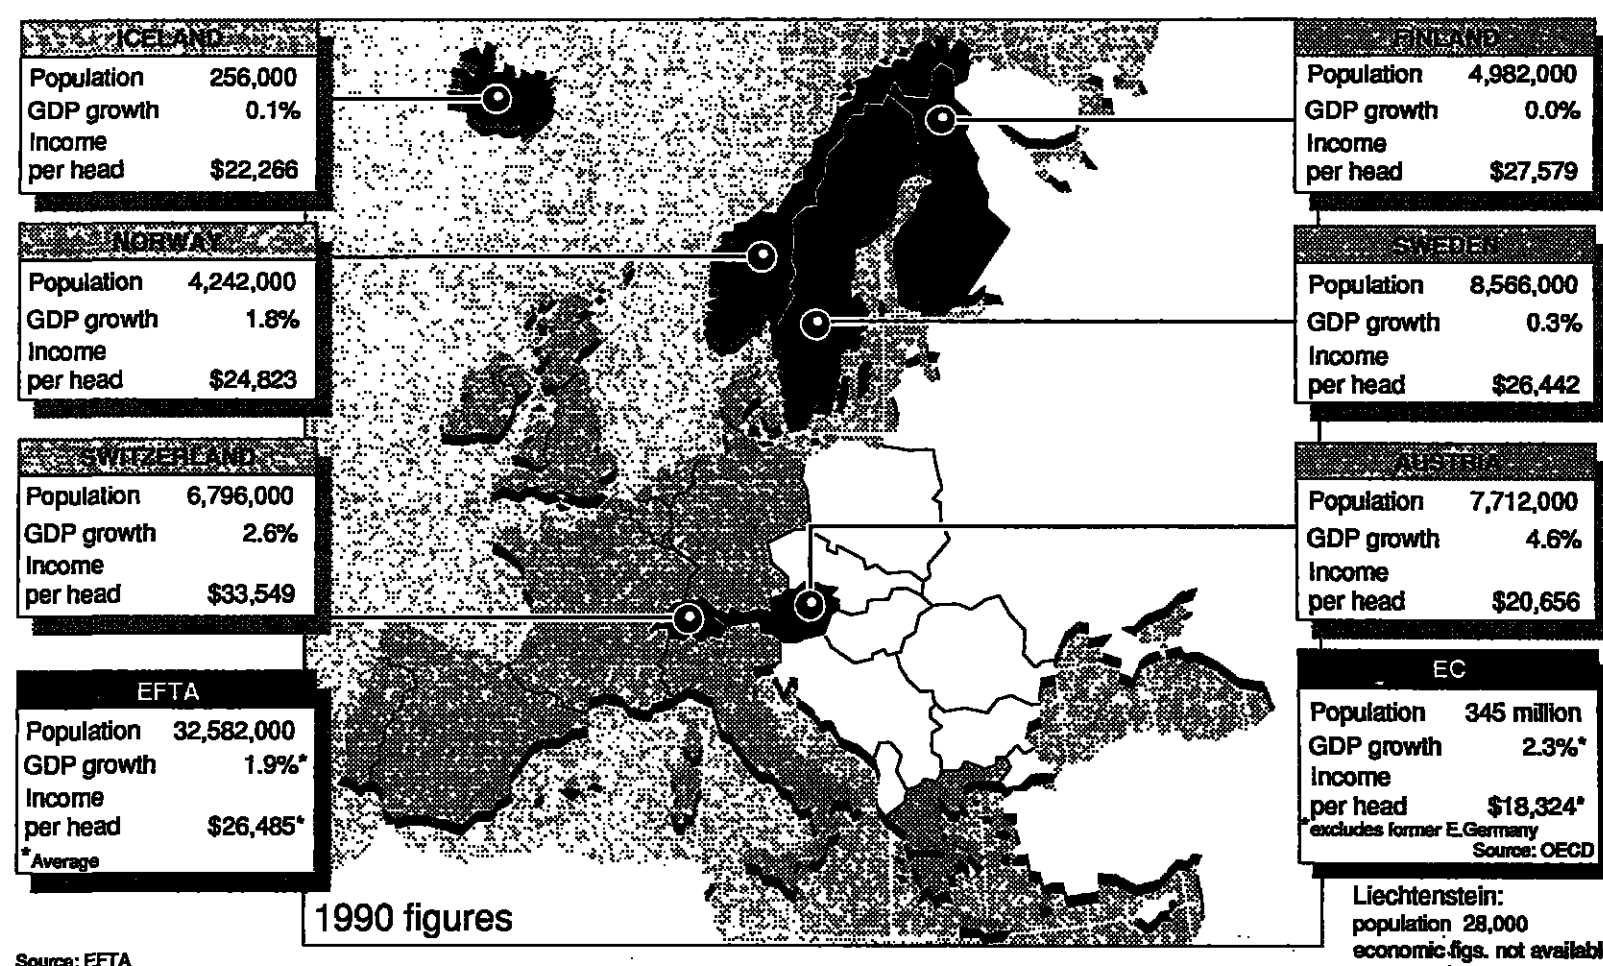 ICELAND
Population 256,000
GDP growth 0.1%
Income
per head $22,266
NORWAY
Population 4,242,000
GDP growth 1.8%
Income
per head $24,823
SWITZERLAND
Population 6,796,000
GDP growth 2.6%
Income
per head $33,549
EFTA
Population 32,582,000
GDP growth 1.9%*
Income
per head $26,485*
*Average
FINLAND
Population 4,982,000
GDP growth 0.0%
Income
per head $27,579
SWEDEN
Population 8,566,000
GDP growth 0.3%
Income
per head $26,442
AUSTRIA
Population 7,712,000
GDP growth 4.6%
Income
per head $20,656
EC
Population 345 million
GDP growth 2.3%*
Income
per head $18,324*
*excludes former E.Germany
Source: OECD
1990 figures
Liechtenstein:
population 28,000
economic figs. not availabl
Source: EFTA